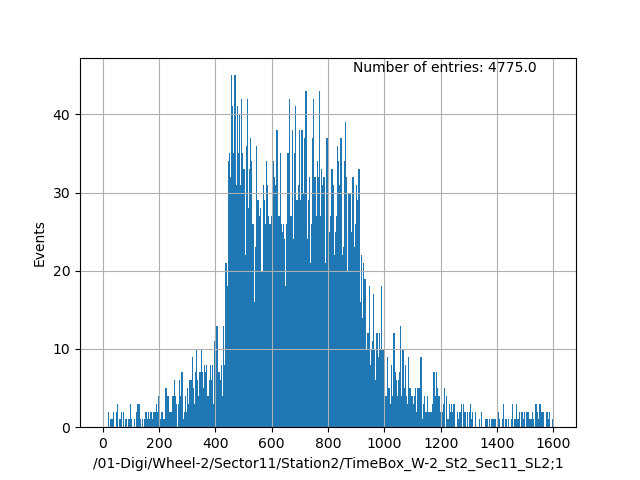 Number of entries: 4775.0
40
30
20
10
0
Events
0 200 400 600 800 1000 1200 1400 1600
/01-Digi/Wheel-2/Sector11/Station2/TimeBox_W-2_St2_Sec11_SL2;1